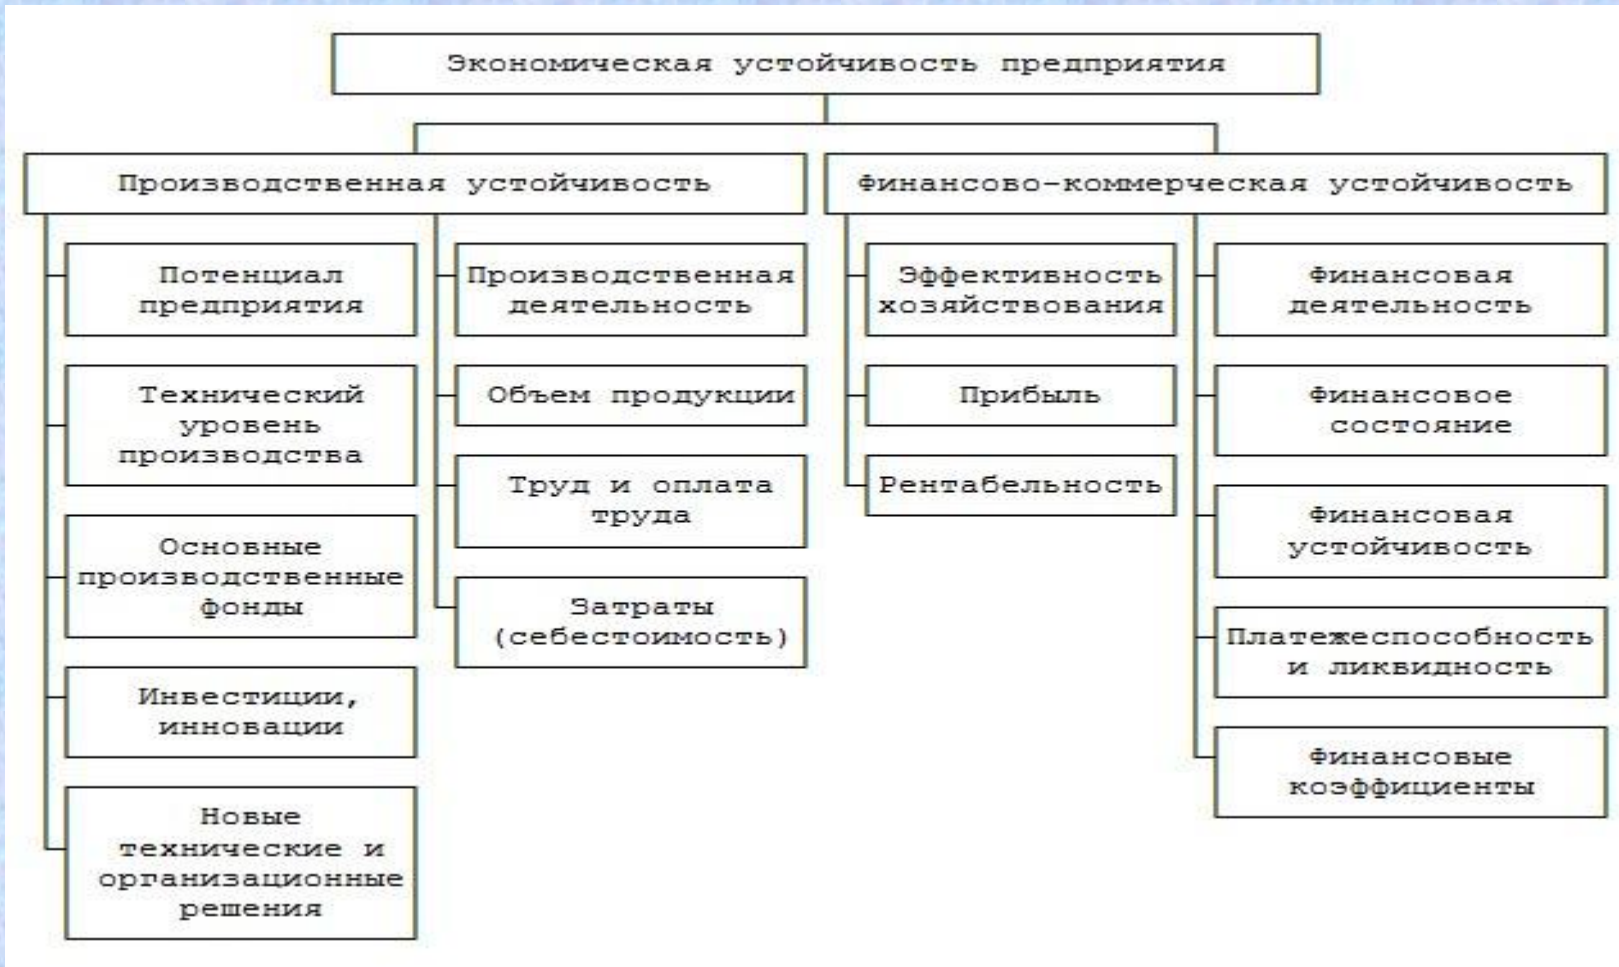 Экономическая устойчивость предприятия
Производственная устойчивость
Финансово-коммерческая устойчивость
Потенциал
предприятия
Технический
уровень
производства
Основные
производственные
фонды
Инвестиции,
инновации
Новые
технические и
организационные
решения
Производственная
деятельность
Объем продукции
Труд и оплата
труда
Затраты
(себестоимость)
Эффективность
хозяйствования
Прибыль
Рентабельность
Финансовая
деятельность
Финансовое
состояние
Финансовая
устойчивость
Платежеспособность
и ликвидность
Финансовые
коэффициенты